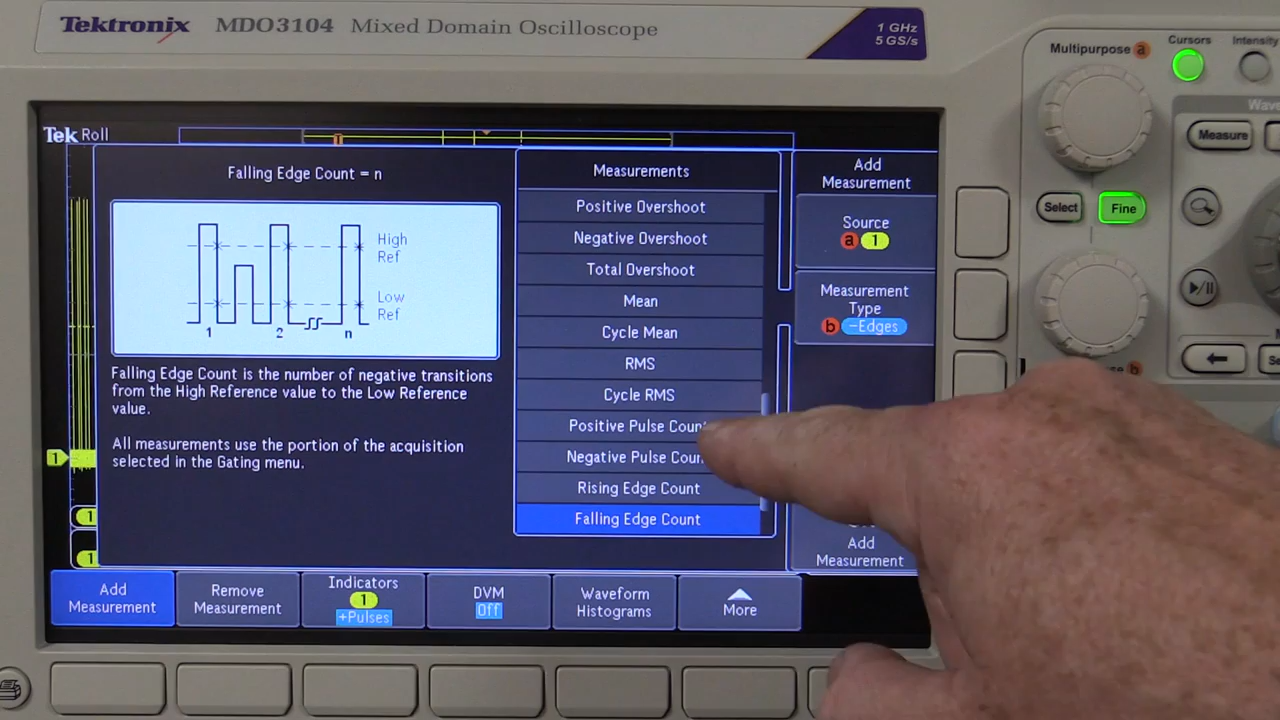 Tektronix MDO3104 Mixed Domain Oscilloscope
1 GHz
5 GS/s
Multipurpose a
Cursors
Intensity
Measure
Select
Fine
Tek Roll
T
Falling Edge Count = n
High
Ref
Low
Ref
1 2 n
Falling Edge Count is the number of negative transitions
from the High Reference value to the Low Reference
value.
All measurements use the portion of the acquisition
selected in the Gating menu.
1
1
1
Measurements
Positive Overshoot
Negative Overshoot
Total Overshoot
Mean
Cycle Mean
RMS
Cycle RMS
Positive Pulse Count
Negative Pulse Coun
Rising Edge Count
Falling Edge Count
Add
Measurement
Source
a 1
Measurement
Type
b -Edges
Add
Measurement
Add
Measurement
Remove
Measurement
Indicators
1
+Pulses
DVM
Off
Waveform
Histograms
More
b